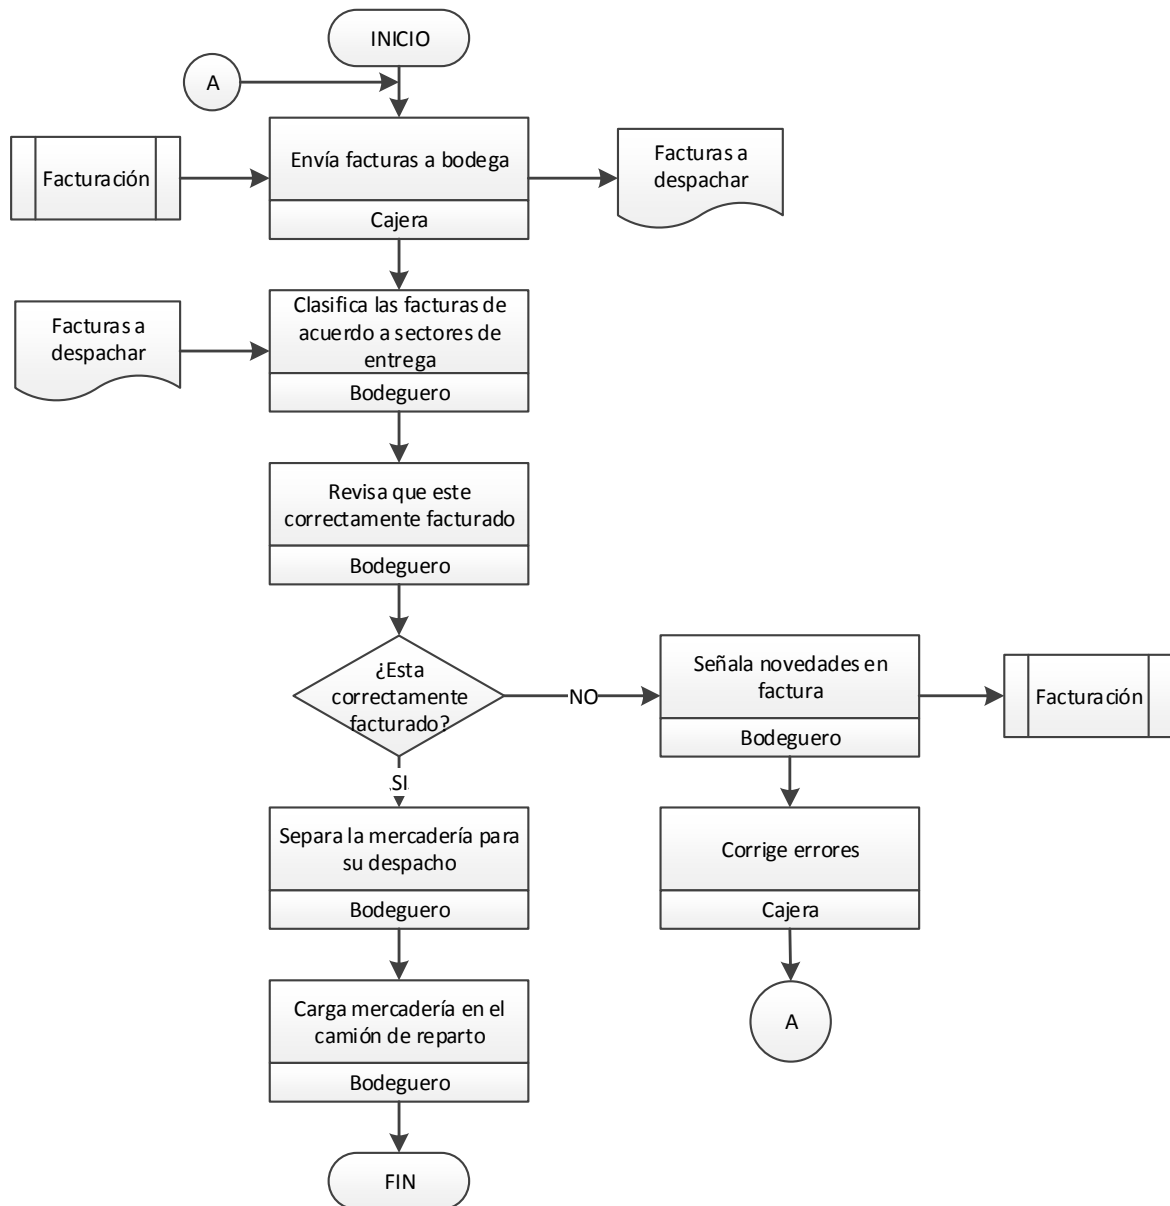 INICIO
A
Facturación
Envía facturas a bodega
Cajera
Facturas a
despachar
Facturas a
despachar
Clasifica las facturas de
acuerdo a sectores de
entrega
Bodeguero
Revisa que este
correctamente facturado
Bodeguero
¿Esta
correctamente
facturado?
NO
Señala novedades en
factura
Bodeguero
Facturación
SI
Separa la mercadería para
su despacho
Bodeguero
Corrige errores
Cajera
Carga mercadería en el
camión de reparto
Bodeguero
A
FIN